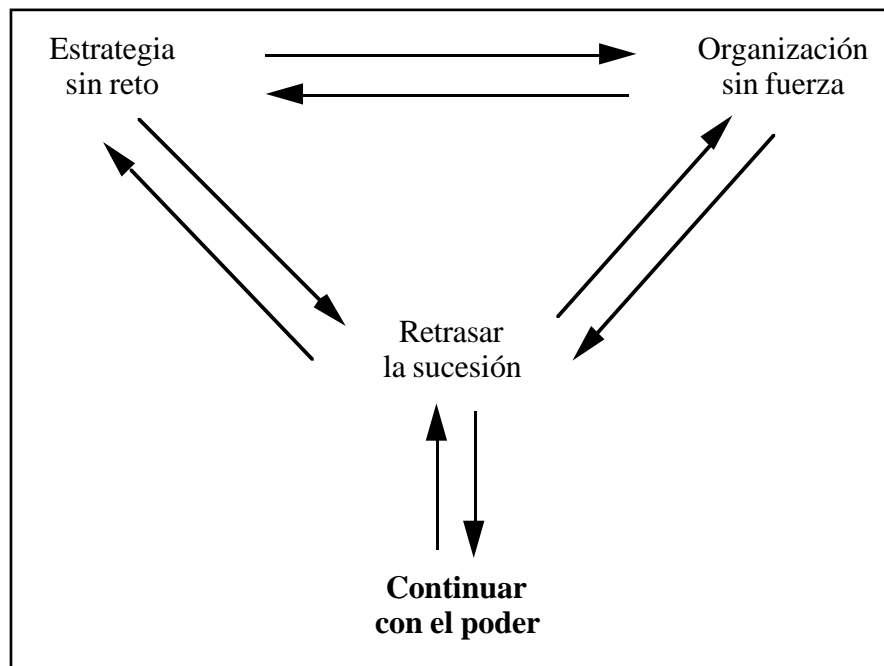 Estrategia
sin reto
Organización
sin fuerza
Retrasar
la sucesión
Continuar
con el poder